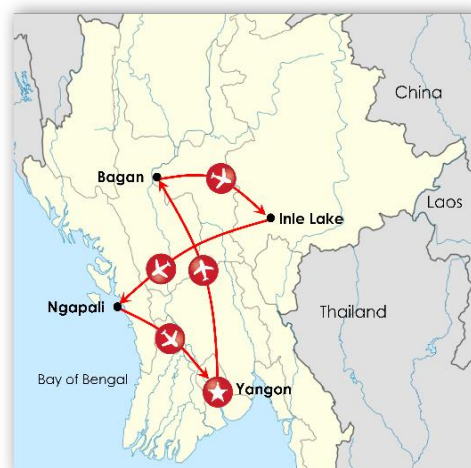 China
Bagan
Laos
Inle Lake
Ngapali
Thailand
Bay of Bengal
Yangon